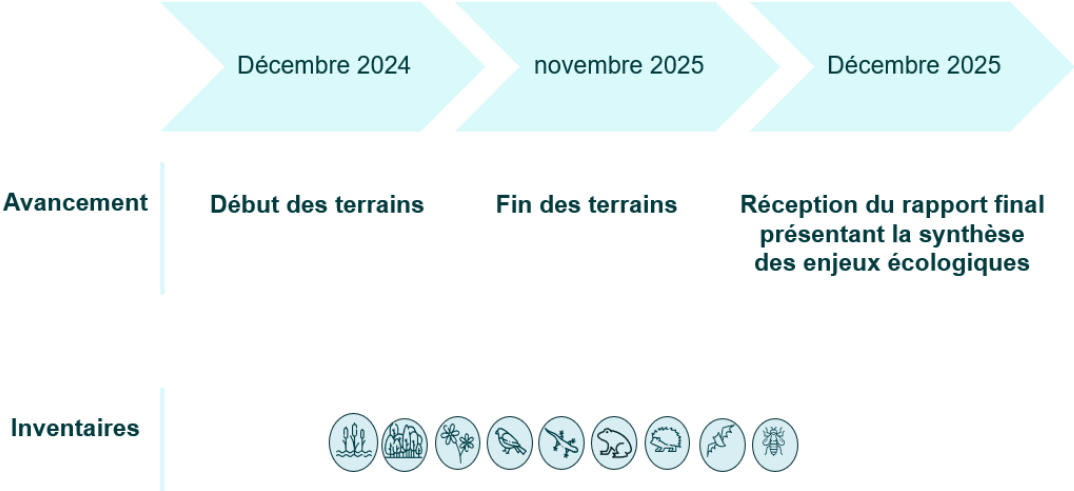 Décembre 2024
novembre 2025
Décembre 2025
Avancement
Début des terrains
Fin des terrains
Réception du rapport final
présentant la synthèse
des enjeux écologiques
Inventaires